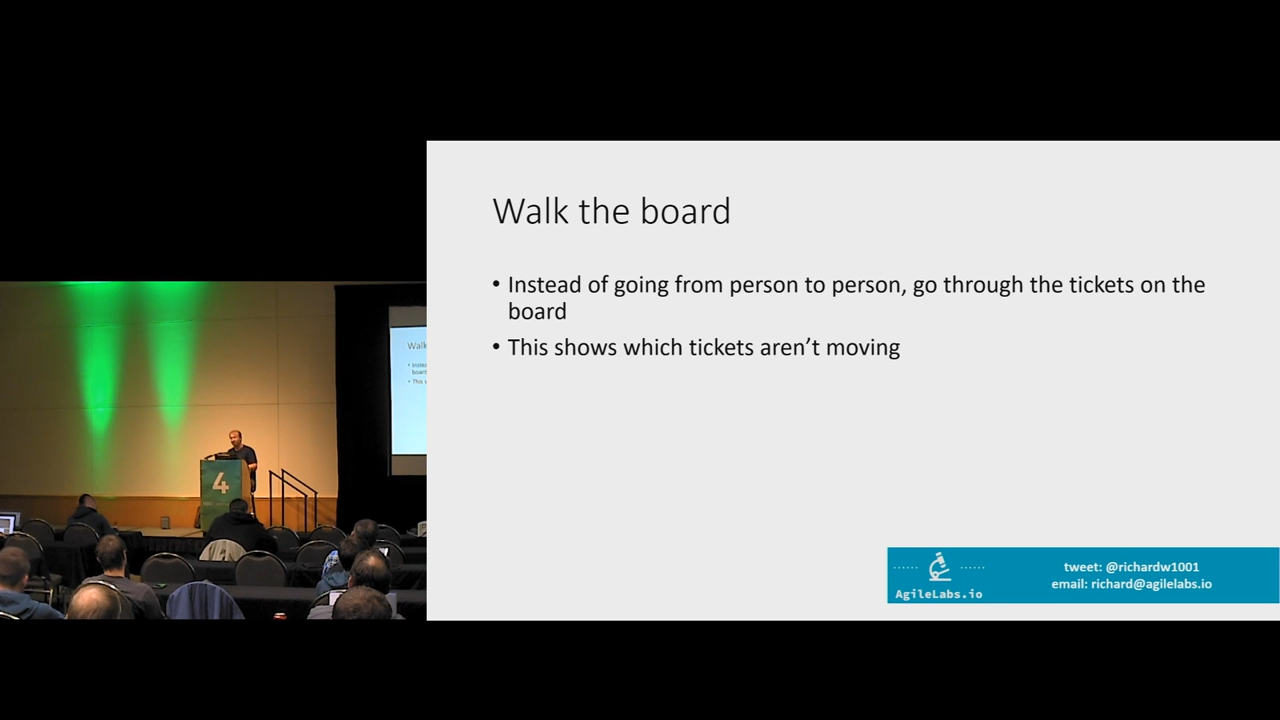 Walk the board
• Instead of going from person to person, go through the tickets on the
board
• This shows which tickets aren’t moving
AgileLabs.io
tweet: @richardw1001
email: richard@agilelabs.io
4
Walk